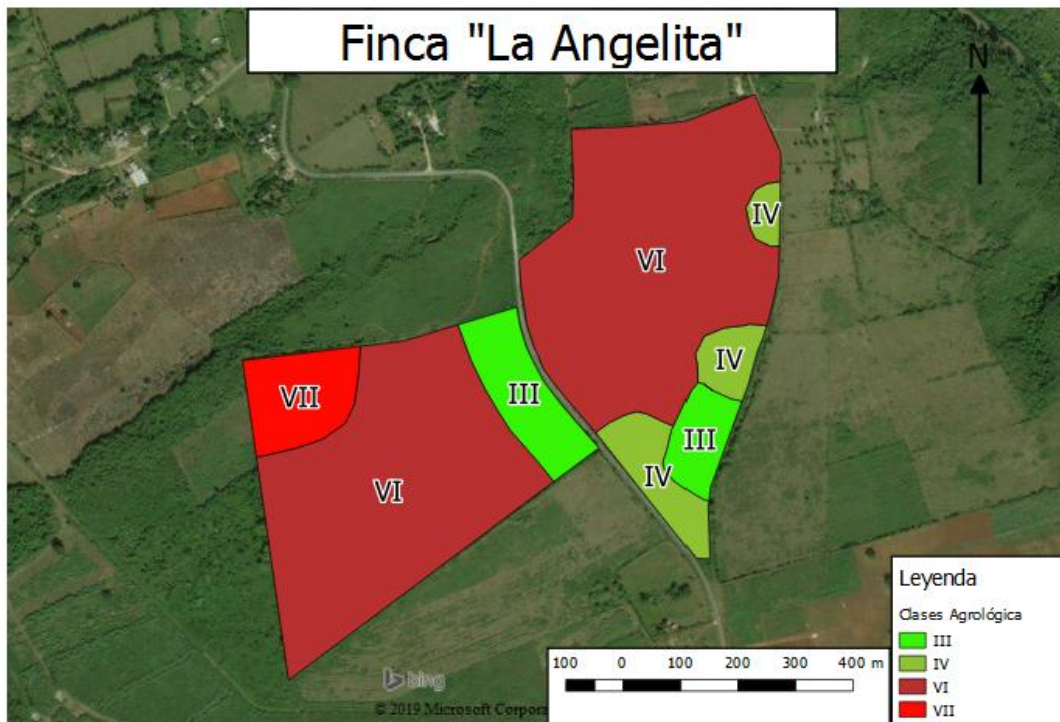 Finca "La Angelita"
N
IV
VI
IV
VII
III
III
VI
IV
Leyenda
Clases Agrológica
III
IV
VI
VII
100 0 100 200 300 400 m
bing
© 2019 Microsoft Corpora